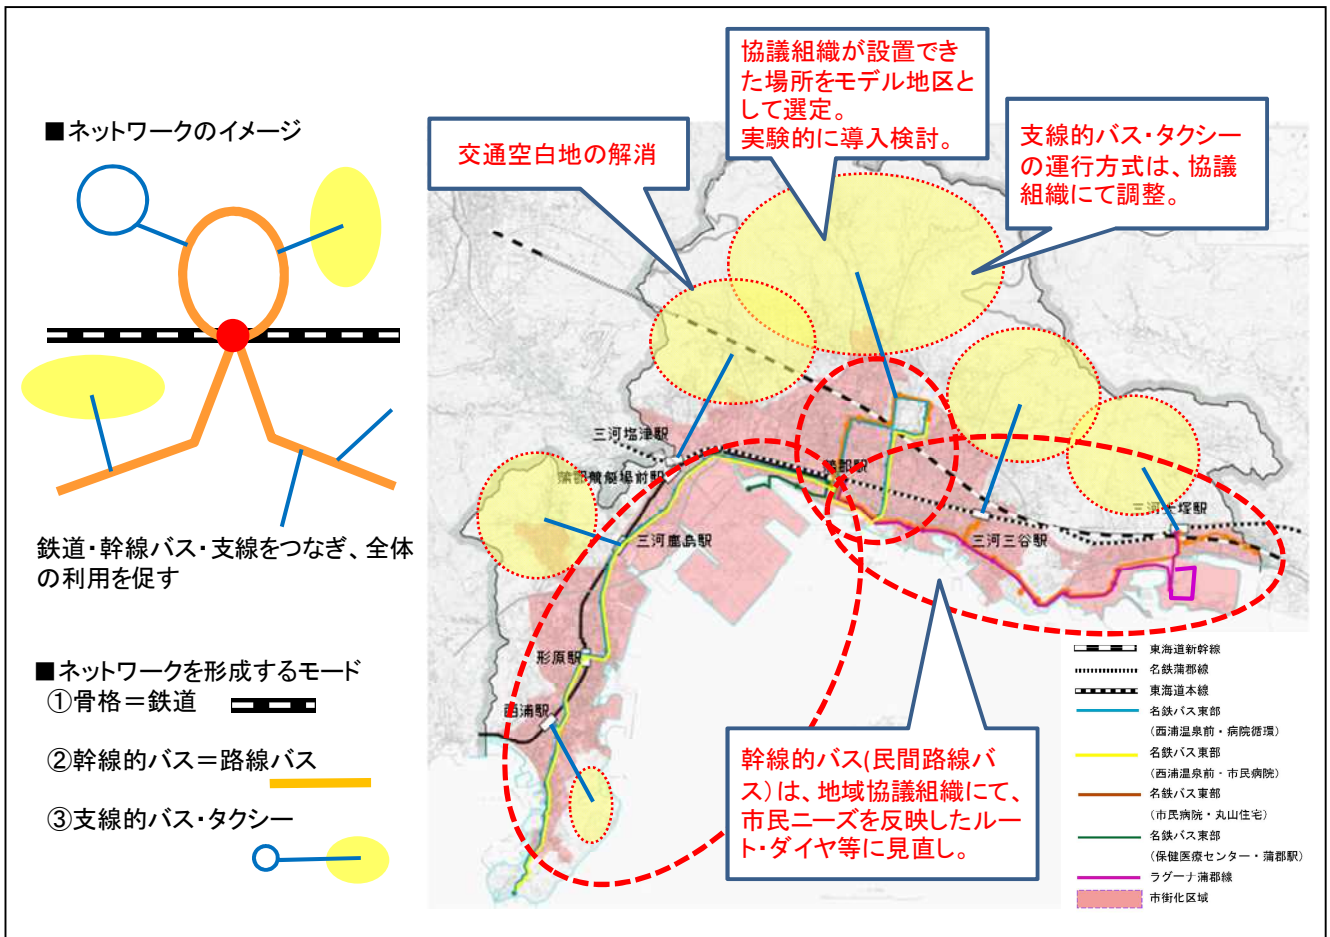 ■ネットワークのイメージ
鉄道・幹線バス・支線をつなぎ、全体
の利用を促す
■ネットワークを形成するモード
①骨格＝鉄道
②幹線的バス＝路線バス
③支線的バス・タクシー
交通空白地の解消
協議組織が設置でき
た場所をモデル地区と
して選定。
実験的に導入検討。
支線的バス・タクシー
の運行方式は、協議
組織にて調整。
三河塩津駅
蒲郡競艇場前駅
蒲郡駅
三河鹿島駅
三河三谷駅
三河大塚駅
形原駅
西浦駅
幹線的バス(民間路線バ
ス)は、地域協議組織にて、
市民ニーズを反映したルー
ト・ダイヤ等に見直し。
東海道新幹線
名鉄蒲郡線
東海道本線
名鉄バス東部
(西浦温泉前・病院循環)
名鉄バス東部
(西浦温泉前・市民病院)
名鉄バス東部
(市民病院・丸山住宅)
名鉄バス東部
(保健医療センター・蒲郡駅)
ラグーナ蒲郡線
市街化区域